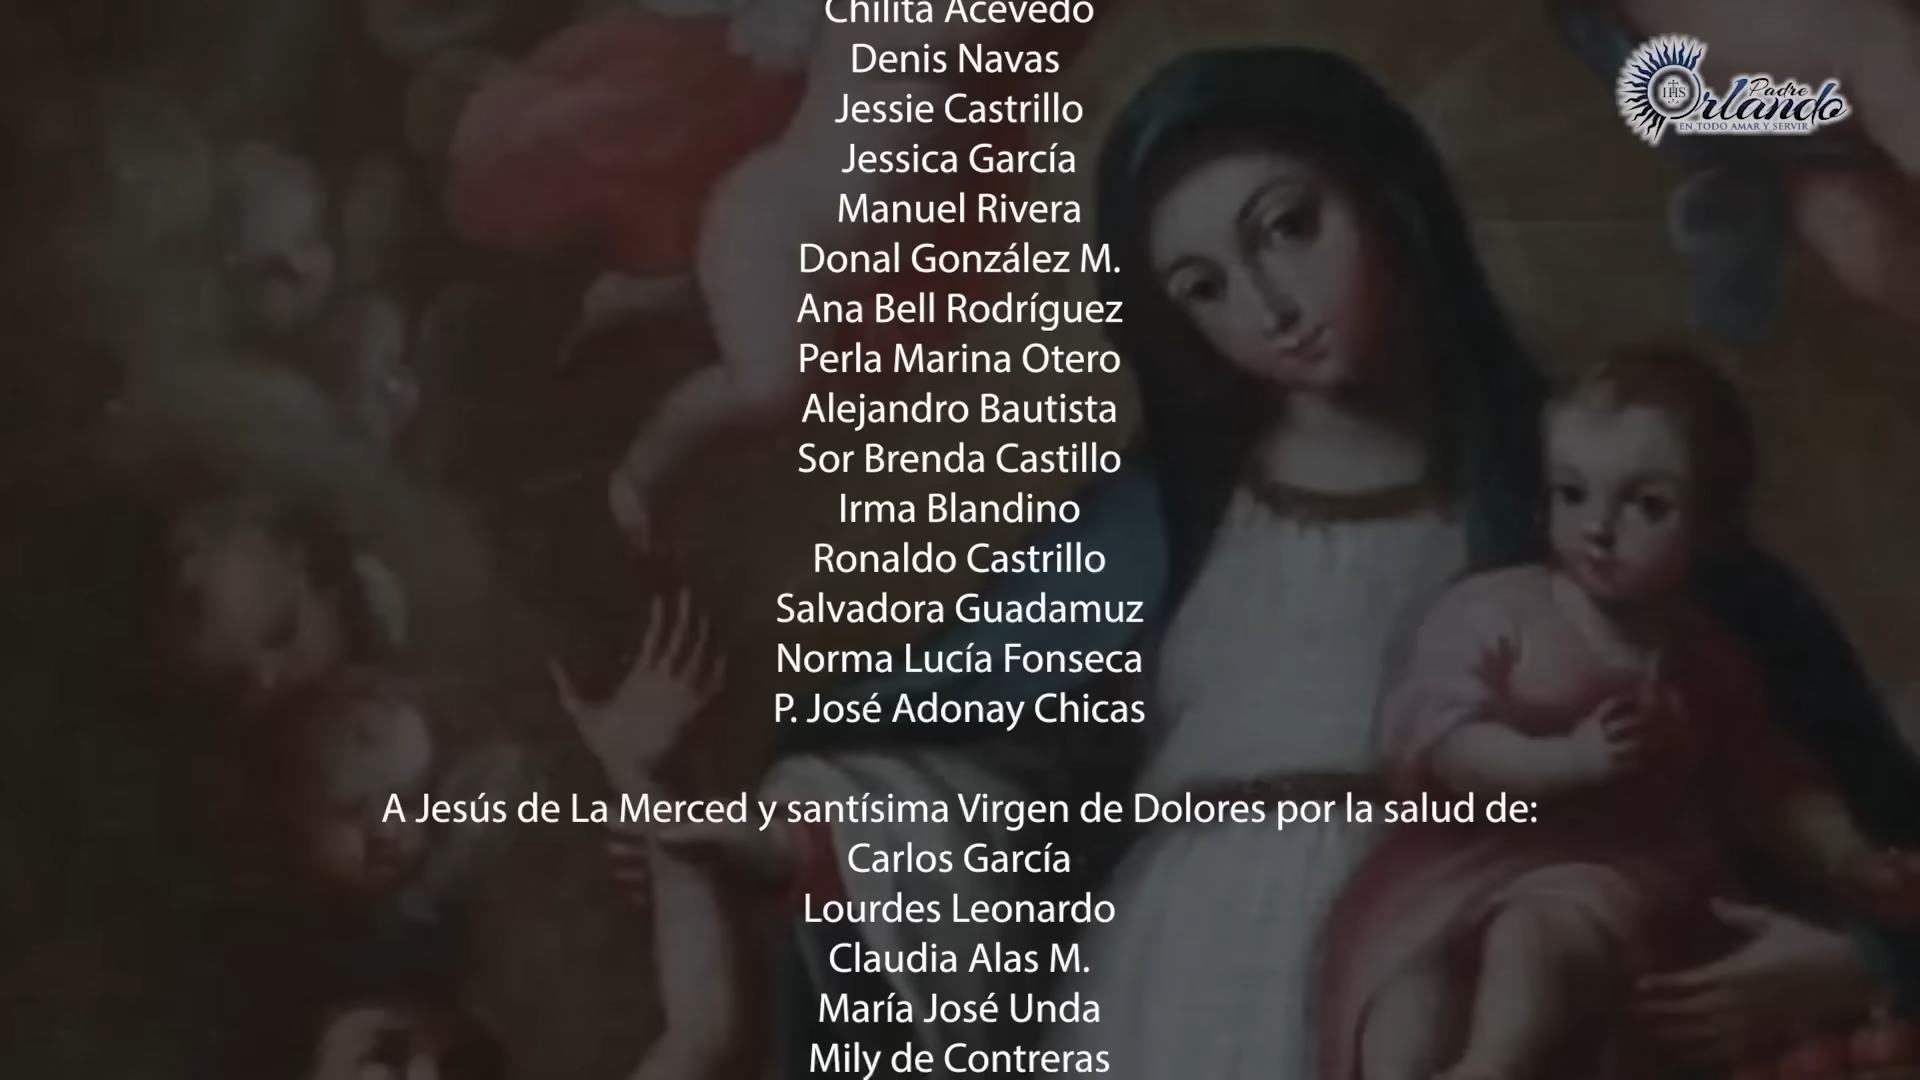 Chilita Acevedo
Denis Navas
Jessie Castrillo
Jessica García
Manuel Rivera
Donal González M.
Ana Bell Rodríguez
Perla Marina Otero
Alejandro Bautista
Sor Brenda Castillo
Irma Blandino
Ronaldo Castrillo
Salvadora Guadamuz
Norma Lucía Fonseca
P. José Adonay Chicas
A Jesús de La Merced y santísima Virgen de Dolores por la salud de:
Carlos García
Lourdes Leonardo
Claudia Alas M.
María José Unda
Mily de Contreras
Padre
IHS
Orlando
EN TODO AMAR Y SERVIR